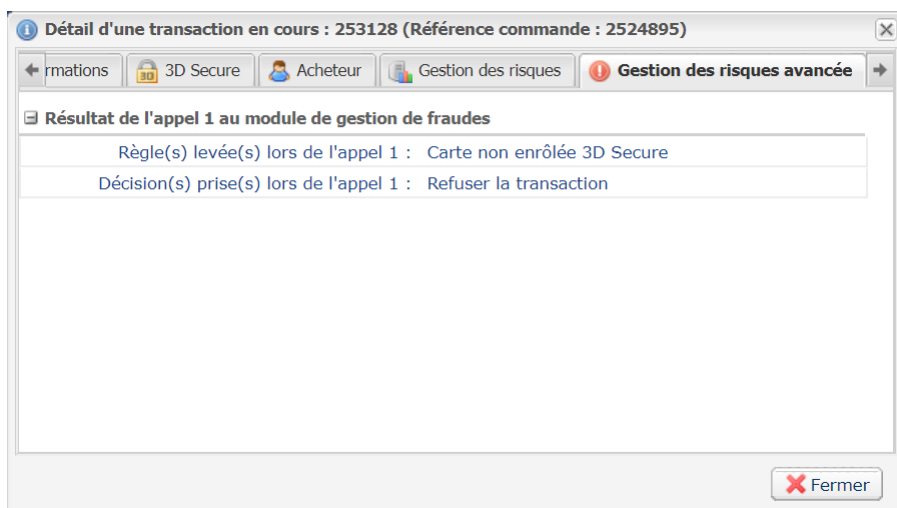 Détail d'une transaction en cours : 253128 (Référence commande : 2524895)
rmations 3D Secure Acheteur Gestion des risques Gestion des risques avancée
Résultat de l'appel 1 au module de gestion de fraudes
Règle(s) levée(s) lors de l'appel 1 : Carte non enrôlée 3D Secure
Décision(s) prise(s) lors de l'appel 1 : Refuser la transaction
Fermer